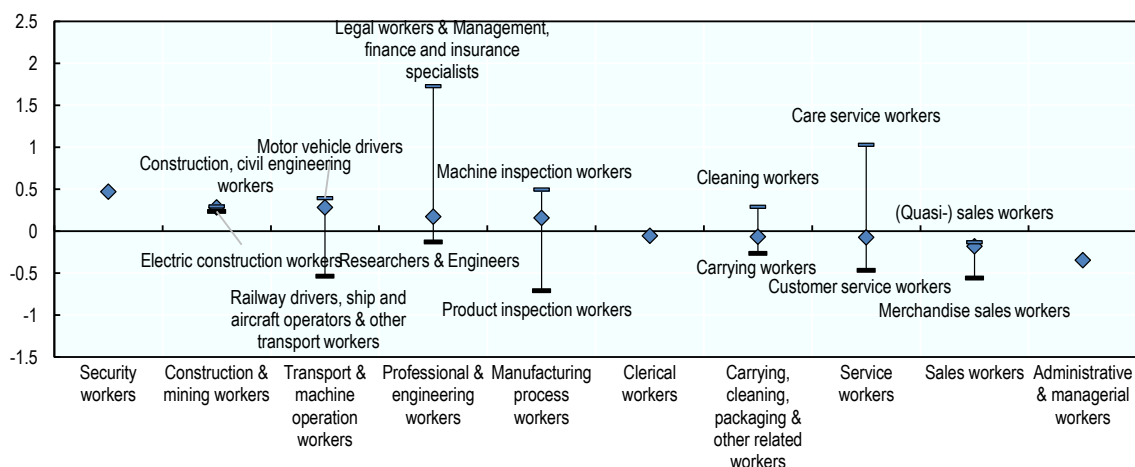 2.5
2
1.5
1
0.5
0
-0.5
-1
-1.5
Legal workers & Management,
finance and insurance
specialists
Motor vehicle drivers
Construction, civil engineering
workers
Machine inspection workers
Care service workers
Cleaning workers
(Quasi-) sales workers
Electric construction workers
Researchers & Engineers
Railway drivers, ship and
aircraft operators & other
transport workers
Product inspection workers
Carrying workers
Customer service workers
Merchandise sales workers
Security
workers
Construction &
mining workers
Transport &
machine
operation
workers
Professional &
engineering
workers
Manufacturing
process workers
Clerical
workers
Carrying,
cleaning,
packaging &
other related
workers
Service
workers
Sales workers
Administrative
& managerial
workers